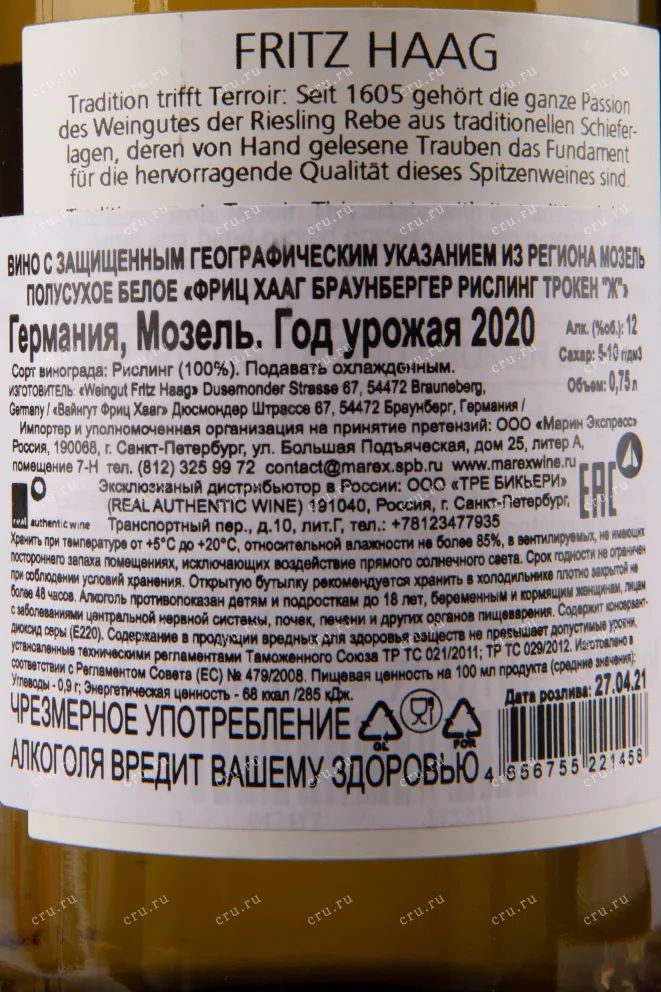 FRITZ HAAG
Tradition trifft Terroir: Seit 1605 gehört die ganze Passion
des Weingutes der Riesling Rebe aus traditionellen Schiefer-
lagen, deren von Hand gelesene Trauben das Fundament
für die hervorragende Qualität dieses Spitzenweines sind.
ВИНО С ЗАЩИЩЕННЫМ ГЕОГРАФИЧЕСКИМ УКАЗАНИЕМ ИЗ РЕГИОНА МОЗЕЛЬ
ПОЛУСУХОЕ БЕЛОЕ «ФРИЦ ХААГ БРАУНБЕРГЕР РИСЛИНГ ТРОКЕН "Ж"»
Германия, Мозель. Год урожая 2020
Алк. (%об.): 12
Сахар: 5-10 г/дм3
Объем: 0,75 л
Сорт винограда: Рислинг (100%). Подавать охлажденным.
ИЗГОТОВИТЕЛЬ: «Weingut Fritz Haag» Dusemonder Strasse 67, 54472 Brauneberg,
Germany / «Вайнгут Фриц Хааг» Дюсмондер Штрассе 67, 54472 Браунберг, Германия /
Импортер и уполномоченная организация на принятие претензий: ООО «Марин Экспресс»
Россия, 190068, г. Санкт-Петербург, ул. Большая Подъяческая, дом 25, литер А,
помещение 7-Н тел. (812) 325 99 72 contact@marex.spb.ru www.marexwine.ru
EAC
Эксклюзивный дистрибьютор в России: ООО «ТРЕ БИКЬЕРИ»
(REAL AUTHENTIC WINE) 191040, Россия, г. Санкт-Петербург,
real authentic wine
Транспортный пер., д.10, лит.Г, тел.: +78123477935
Хранить при температуре от +5°C до +20°C, относительной влажности не более 85%, в вентилируемых, не имеющих
постороннего запаха помещениях, исключающих воздействие прямого солнечного света. Срок годности не ограничен
при соблюдении условий хранения. Открытую бутылку рекомендуется хранить в холодильнике плотно закрытой не
более 48 часов. Алкоголь противопоказан детям и подросткам до 18 лет, беременным и кормящим женщинам, лицам
с заболеваниями центральной нервной системы, почек, печени и других органов пищеварения. Содержит консервант-
диоксид серы (E220). Содержание в продукции вредных для здоровья веществ не превышает допустимые уровни,
установленные техническими регламентами Таможенного Союза ТР ТС 021/2011; ТР ТС 029/2012. Изготовлено в
соответствии с Регламентом Совета (ЕС) № 479/2008. Пищевая ценность на 100 мл продукта (средние значения):
Углеводы - 0,9 г; Энергетическая ценность - 68 ккал /285 кДж.
Дата розлива: 27.04.21
ЧРЕЗМЕРНОЕ УПОТРЕБЛЕНИЕ
АЛКОГОЛЯ ВРЕДИТ ВАШЕМУ ЗДОРОВЬЮ
GL
FOR
4 656755 221458
cru.ru